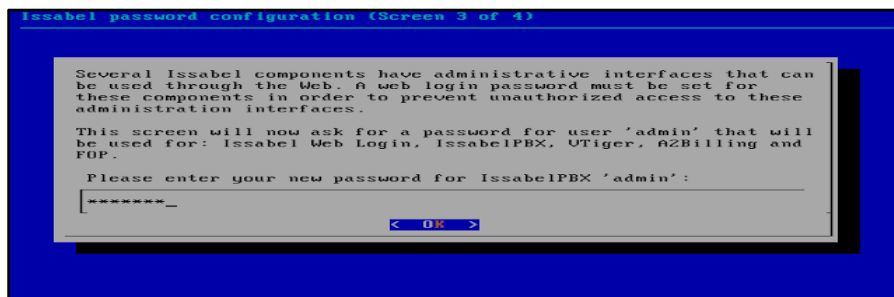 Issabel password configuration (Screen 3 of 4)
Several Issabel components have administrative interfaces that can
be used through the Web. A web login password must be set for
these components in order to prevent unauthorized access to these
administration interfaces.
This screen will now ask for a password for user 'admin' that will
be used for: Issabel Web Login, IssabelPBX, VTiger, A2Billing and
FOP.
Please enter your new password for IssabelPBX 'admin':
*******_
< OK >